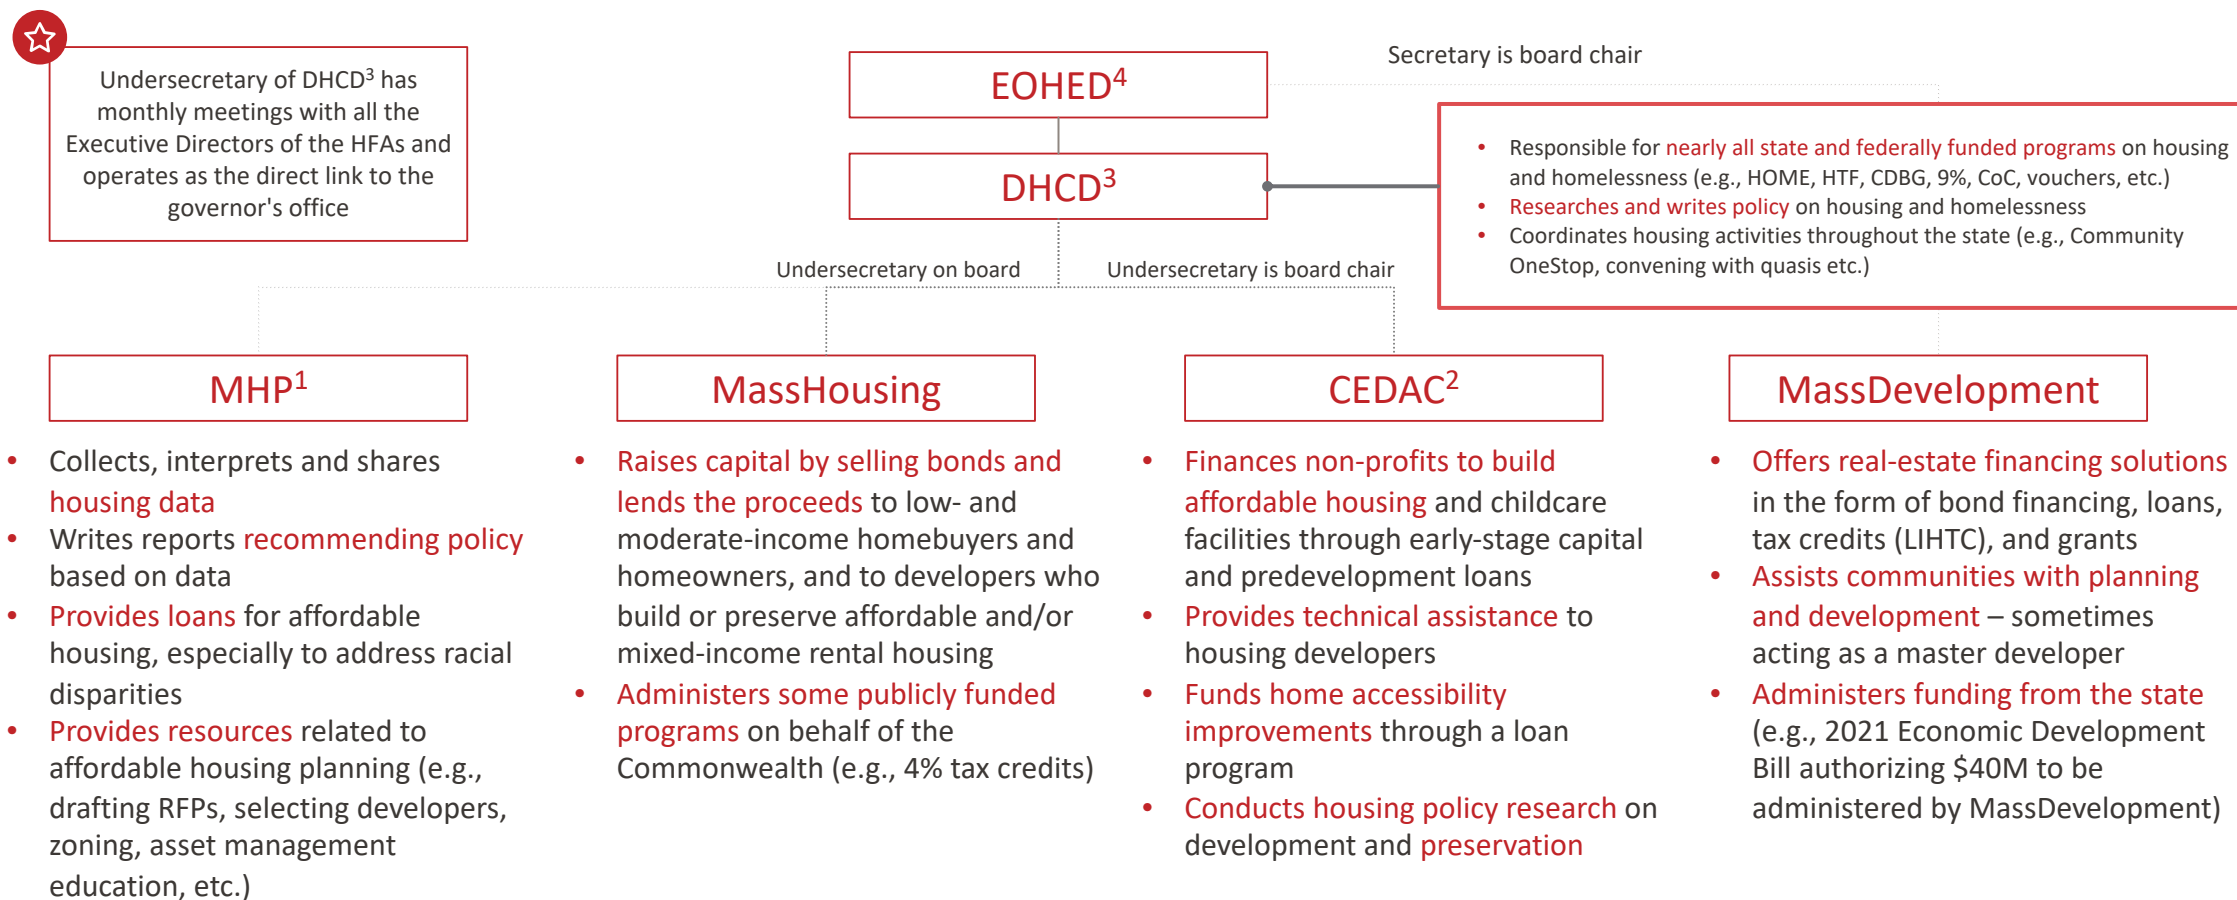 Undersecretary of DHCD³ has
monthly meetings with all the
Executive Directors of the HFAs and
operates as the direct link to the
governor's office
EOHED⁴
Secretary is board chair
DHCD³
• Responsible for nearly all state and federally funded programs on housing
and homelessness (e.g., HOME, HTF, CDBG, 9%, CoC, vouchers, etc.)
• Researches and writes policy on housing and homelessness
• Coordinates housing activities throughout the state (e.g., Community
OneStop, convening with quasis etc.)
Undersecretary on board
Undersecretary is board chair
MHP¹
• Collects, interprets and shares
housing data
• Writes reports recommending policy
based on data
• Provides loans for affordable
housing, especially to address racial
disparities
• Provides resources related to
affordable housing planning (e.g.,
drafting RFPs, selecting developers,
zoning, asset management
education, etc.)
MassHousing
• Raises capital by selling bonds and
lends the proceeds to low- and
moderate-income homebuyers and
homeowners, and to developers who
build or preserve affordable and/or
mixed-income rental housing
• Administers some publicly funded
programs on behalf of the
Commonwealth (e.g., 4% tax credits)
CEDAC²
• Finances non-profits to build
affordable housing and childcare
facilities through early-stage capital
and predevelopment loans
• Provides technical assistance to
housing developers
• Funds home accessibility
improvements through a loan
program
• Conducts housing policy research on
development and preservation
MassDevelopment
• Offers real-estate financing solutions
in the form of bond financing, loans,
tax credits (LIHTC), and grants
• Assists communities with planning
and development – sometimes
acting as a master developer
• Administers funding from the state
(e.g., 2021 Economic Development
Bill authorizing $40M to be
administered by MassDevelopment)